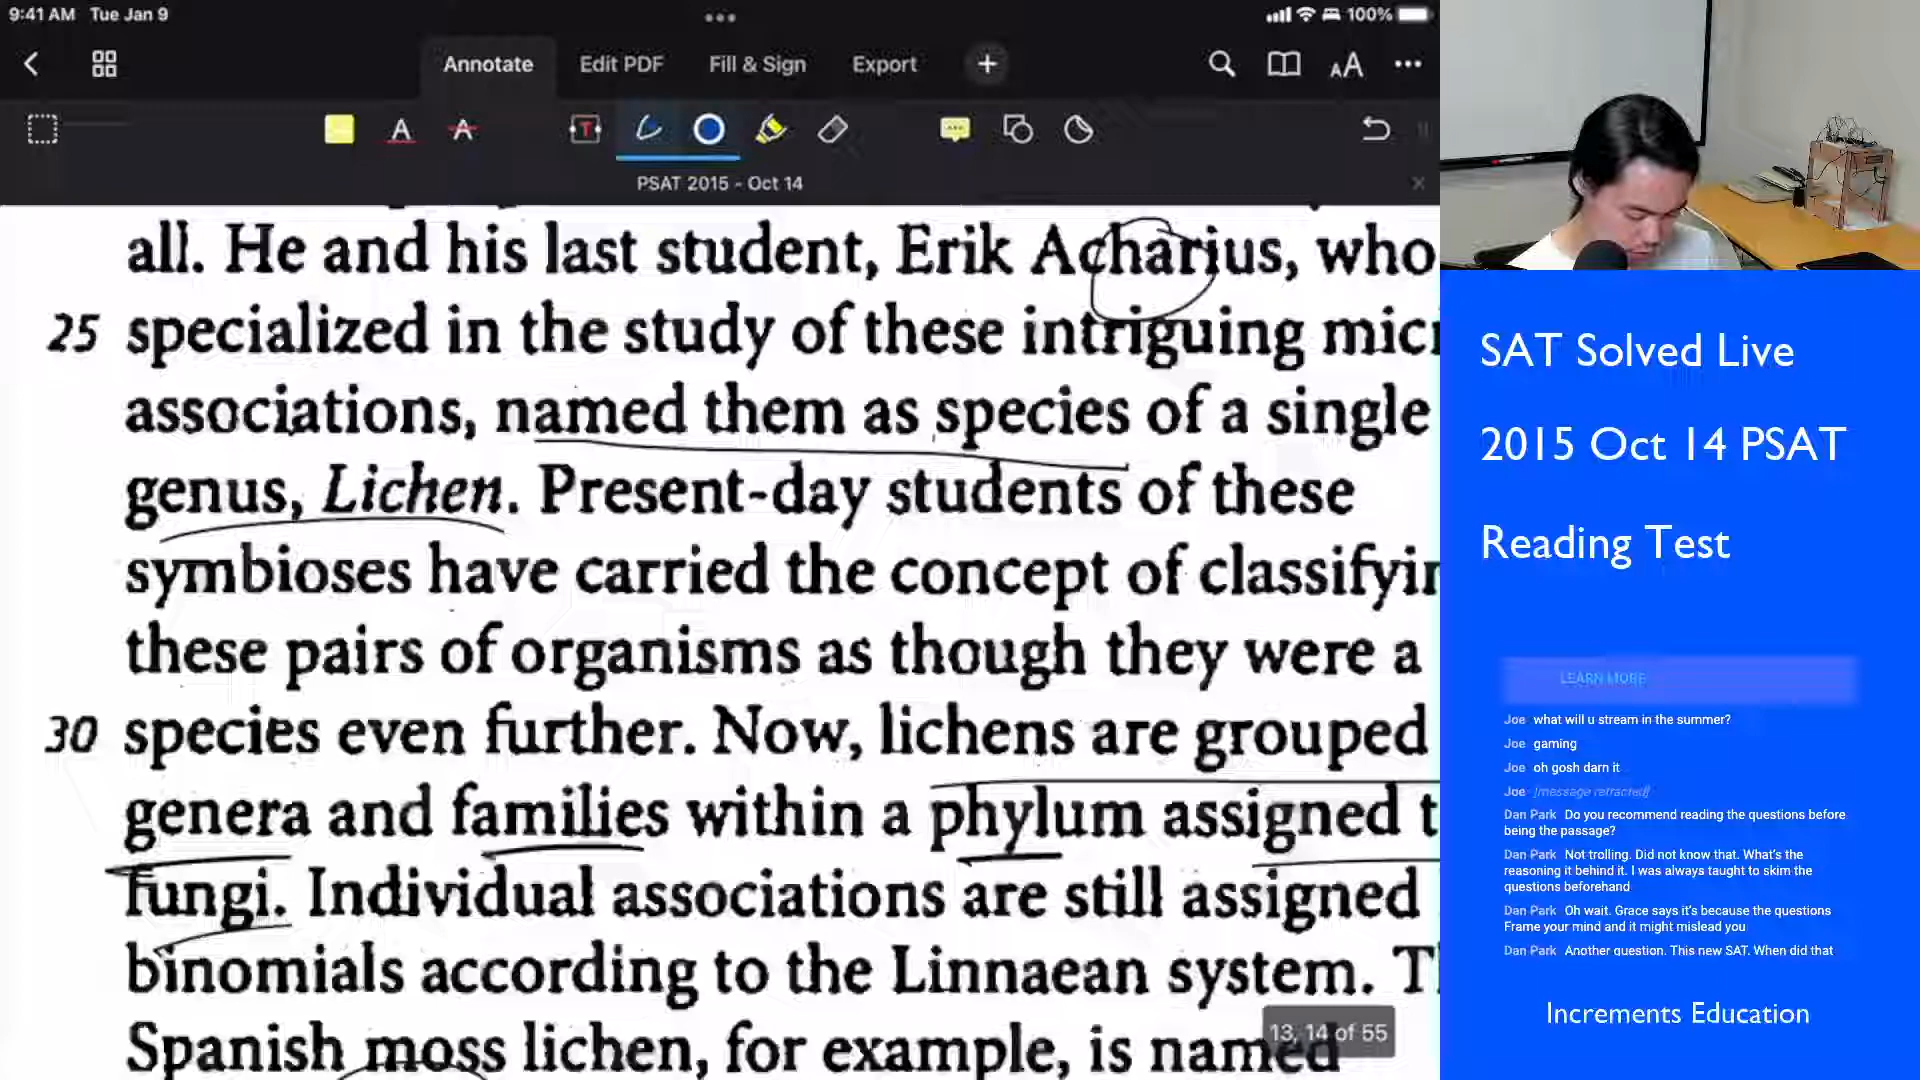 9:41 AM Tue Jan 9
100%
Annotate Edit PDF Fill & Sign Export
AA
A A T
PSAT 2015 - Oct 14
all. He and his last student, Erik Acharius, who
25 specialized in the study of these intriguing
associations, named them as species of a single
genus, Lichen. Present-day students of these
symbioses have carried the concept of
these pairs of organisms as though they were a
30 species even further. Now, lichens are grouped
genera and families within a phylum assigned
fungi. Individual associations are still assigned
binomials according to the Linnaean system.
Spanish moss lichen, for example, is named
13, 14 of 55
SAT Solved Live
2015 Oct 14 PSAT
Reading Test
LEARN MORE
Joe what will u stream in the summer?
Joe gaming
Joe oh gosh darn it
Joe [message retracted]
Dan Park Do you recommend reading the questions before
being the passage?
Dan Park Not trolling. Did not know that. What's the
reasoning it behind it. I was always taught to skim the
questions beforehand
Dan Park Oh wait. Grace says it's because the questions
Frame your mind and it might mislead you
Dan Park Another question. This new SAT. When did that
Increments Education